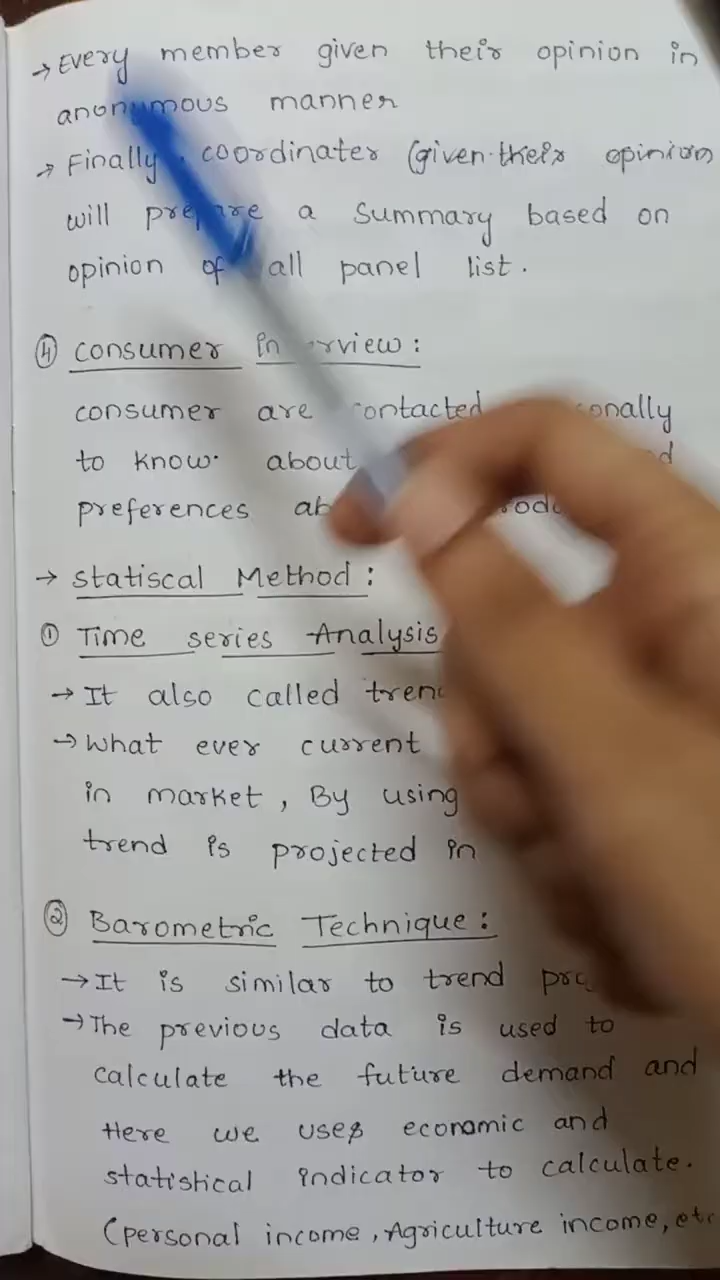 → Every member given their opinion in
anonymous manner
→ Finally, coordinater (given their opinion
will prepare a summary based on
opinion of all panel list.
④ consumer :
consumer are contacted
to know about
preferences
→ statiscal Method :
① Time series Analysis
→ It also called
→ What ever current
in market, By using
trend is projected in
② Barometric Technique :
→ It is similar to trend
→ The previous data is used to
calculate the future demand and
Here we uses economic and
statistical indicator to calculate.
(personal income, Agriculture income, etc